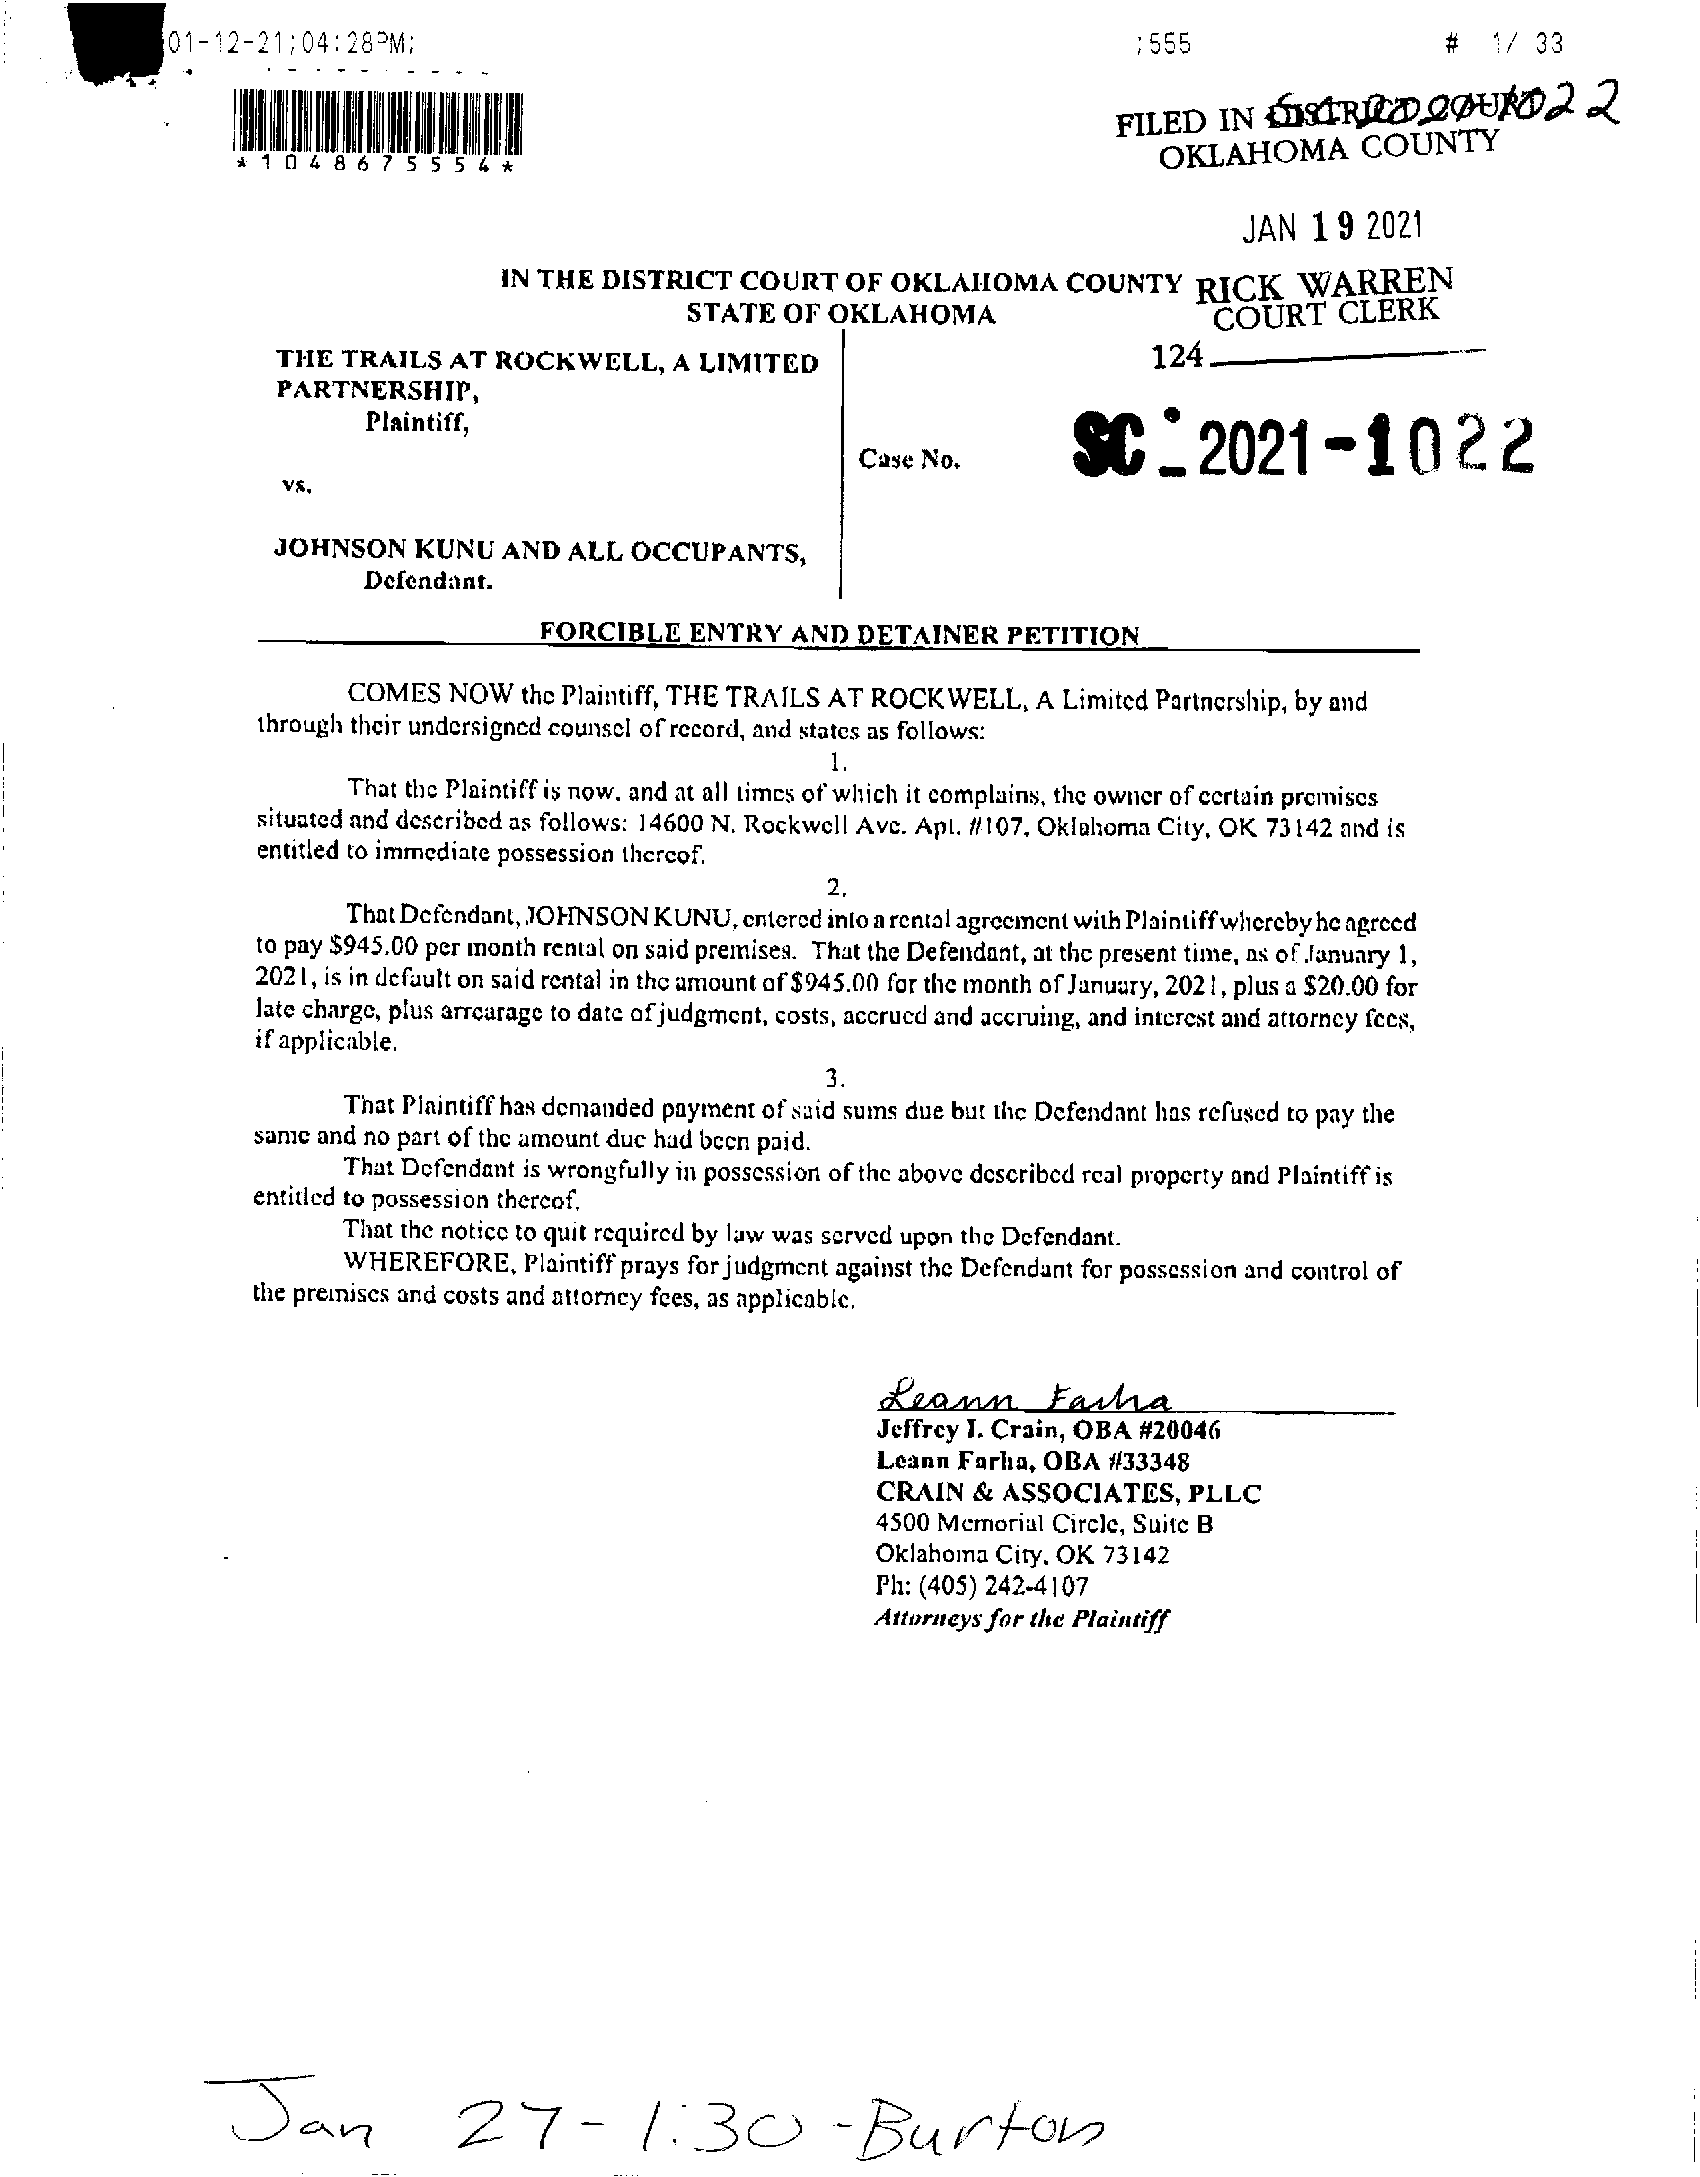 01-12-21;04:28PM; ;555 # 1/ 33
*1048675554*
FILED IN DISTRICT COURT
OKLAHOMA COUNTY
JAN 19 2021
RICK WARREN
COURT CLERK
124
IN THE DISTRICT COURT OF OKLAHOMA COUNTY
STATE OF OKLAHOMA
THE TRAILS AT ROCKWELL, A LIMITED
PARTNERSHIP,
Plaintiff,
vs.
JOHNSON KUNU AND ALL OCCUPANTS,
Defendant.
Case No. SC-2021-1022
FORCIBLE ENTRY AND DETAINER PETITION
COMES NOW the Plaintiff, THE TRAILS AT ROCKWELL, A Limited Partnership, by and
through their undersigned counsel of record, and states as follows:
1.
That the Plaintiff is now, and at all times of which it complains, the owner of certain premises
situated and described as follows: 14600 N. Rockwell Ave. Apt. #107, Oklahoma City, OK 73142 and is
entitled to immediate possession thereof.
2.
That Defendant, JOHNSON KUNU, entered into a rental agreement with Plaintiff whereby he agreed
to pay $945.00 per month rental on said premises. That the Defendant, at the present time, as of January 1,
2021, is in default on said rental in the amount of $945.00 for the month of January, 2021, plus a $20.00 for
late charge, plus arrearage to date of judgment, costs, accrued and accruing, and interest and attorney fees,
if applicable.
3.
That Plaintiff has demanded payment of said sums due but the Defendant has refused to pay the
same and no part of the amount due had been paid.
That Defendant is wrongfully in possession of the above described real property and Plaintiff is
entitled to possession thereof.
That the notice to quit required by law was served upon the Defendant.
WHEREFORE, Plaintiff prays for judgment against the Defendant for possession and control of
the premises and costs and attorney fees, as applicable.
Leann Farha
Jeffrey I. Crain, OBA #20046
Leann Farha, OBA #33348
CRAIN & ASSOCIATES, PLLC
4500 Memorial Circle, Suite B
Oklahoma City, OK 73142
Ph: (405) 242-4107
Attorneys for the Plaintiff
Jan 27 - 1:30 - Burton